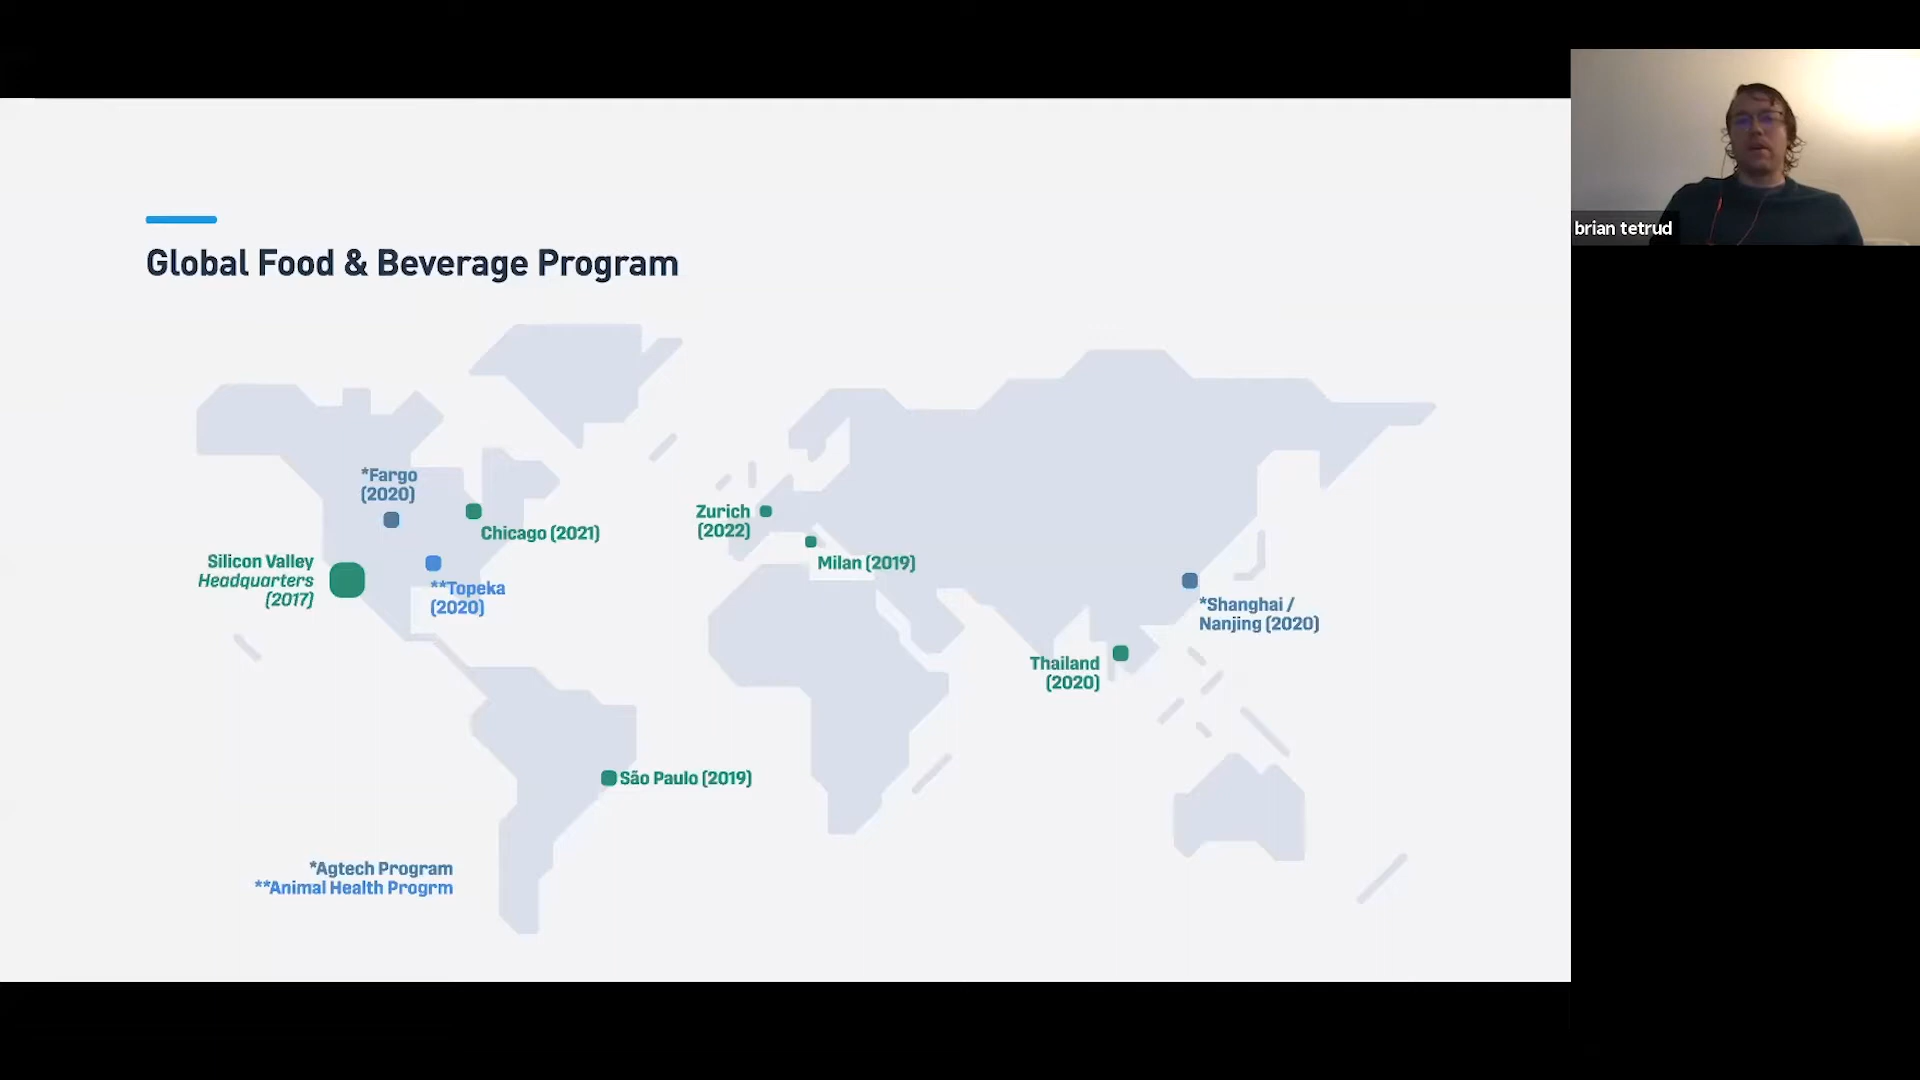 Global Food & Beverage Program
*Fargo
(2020)
Chicago (2021)
Silicon Valley
Headquarters
(2017)
**Topeka
(2020)
Zurich
(2022)
Milan (2019)
*Shanghai /
Nanjing (2020)
Thailand
(2020)
São Paulo (2019)
*Agtech Program
**Animal Health Progrm
brian tetrud